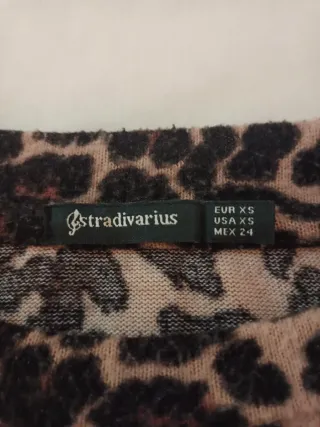 stradivarius
EUR XS
USA XS
MEX 24